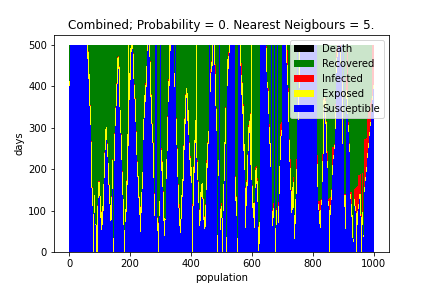 Combined; Probability = 0. Nearest Neigbours = 5.
500
400
300
200
100
0
days
Death
Recovered
Infected
Exposed
Susceptible
0 200 400 600 800 1000
population